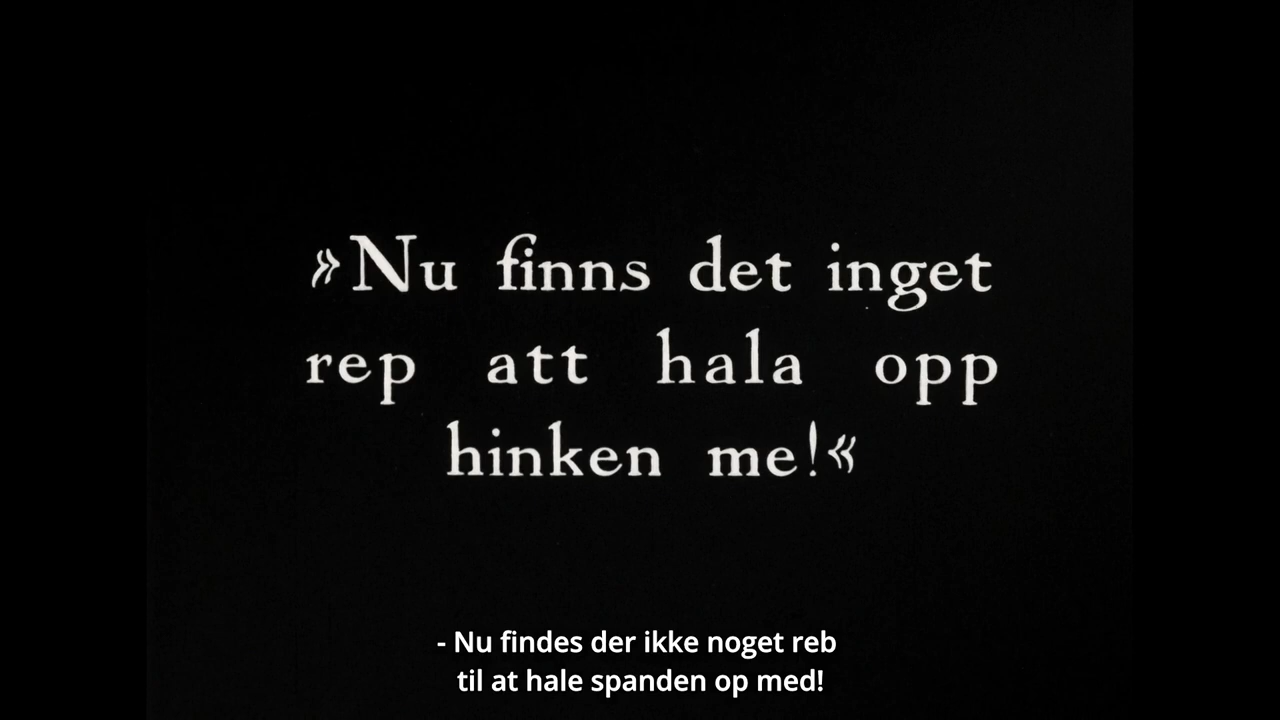 »Nu finns det inget
rep att hala opp
hinken me!«
- Nu findes der ikke noget reb
til at hale spanden op med!